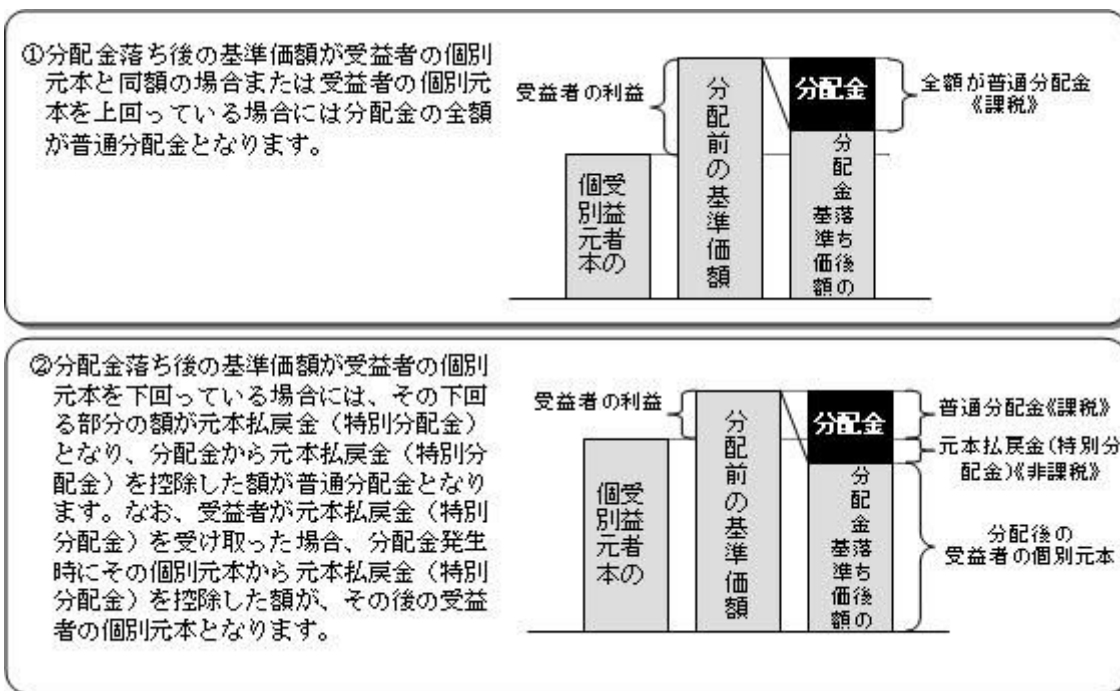 ①分配金落ち後の基準価額が受益者の個別
元本と同額の場合または受益者の個別元
本を上回っている場合には分配金の全額
が普通分配金となります。
受益者の利益
受益者の
個別元本
分配前の基準価額
分配金
分配金落ち後の
基準価額
全額が普通分配金
《課税》
②分配金落ち後の基準価額が受益者の個別
元本を下回っている場合には、その下回
る部分の額が元本払戻金（特別分配金）
となり、分配金から元本払戻金（特別分
配金）を控除した額が普通分配金となり
ます。なお、受益者が元本払戻金（特別
分配金）を受け取った場合、分配金発生
時にその個別元本から元本払戻金（特別
分配金）を控除した額が、その後の受益
者の個別元本となります。
受益者の利益
受益者の
個別元本
分配前の基準価額
分配金
分配金落ち後の
基準価額
普通分配金《課税》
元本払戻金(特別分
配金)《非課税》
分配後の
受益者の個別元本